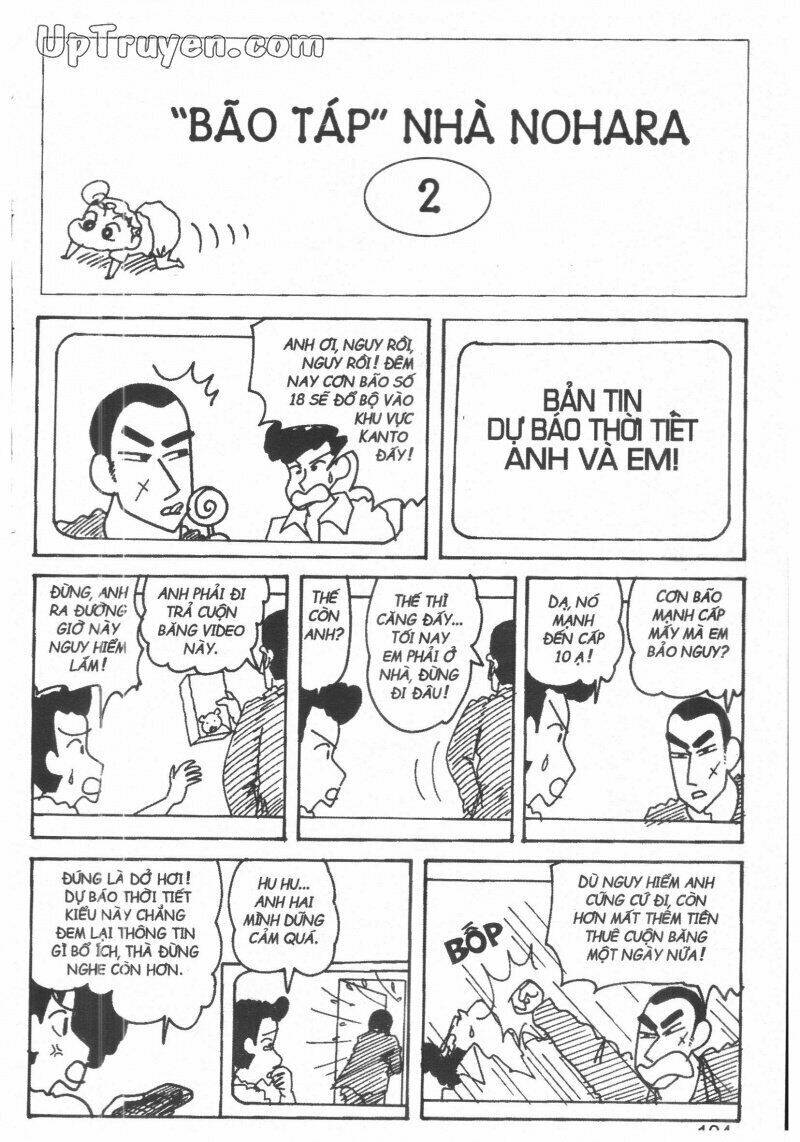 UpTruyen.com
"BÃO TÁP" NHÀ NOHARA
2
BẢN TIN
DỰ BÁO THỜI TIẾT
ANH VÀ EM!
ANH ƠI, NGUY RỒI,
NGUY RỒI! ĐÊM
NAY CƠN BÃO SỐ
18 SẼ ĐỔ BỘ VÀO
KHU VỰC
KANTO
ĐẤY!
CƠN BÃO
MẠNH CẤP
MẤY MÀ EM
BẢO NGUY?
DẠ, NÓ
MẠNH
ĐẾN CẤP
10 Ạ!
THẾ THÌ
CĂNG ĐẤY...
TỐI NAY
EM PHẢI Ở
NHÀ, ĐỪNG
ĐI ĐÂU!
THẾ
CÒN
ANH?
ANH PHẢI ĐI
TRẢ CUỘN
BĂNG VIDEO
NÀY.
ĐỪNG, ANH
RA ĐƯỜNG
GIỜ NÀY
NGUY HIỂM
LẮM!
DÙ NGUY HIỂM ANH
CŨNG CỨ ĐI, CÒN
HƠN MẤT THÊM TIỀN
THUÊ CUỘN BĂNG
MỘT NGÀY NỮA!
BỐP
HU HU...
ANH HAI
MÌNH DŨNG
CẢM QUÁ.
ĐÚNG LÀ DỞ HƠI!
DỰ BÁO THỜI TIẾT
KIỂU NÀY CHẲNG
ĐEM LẠI THÔNG TIN
GÌ BỔ ÍCH, THÀ ĐỪNG
NGHE CÒN HƠN.